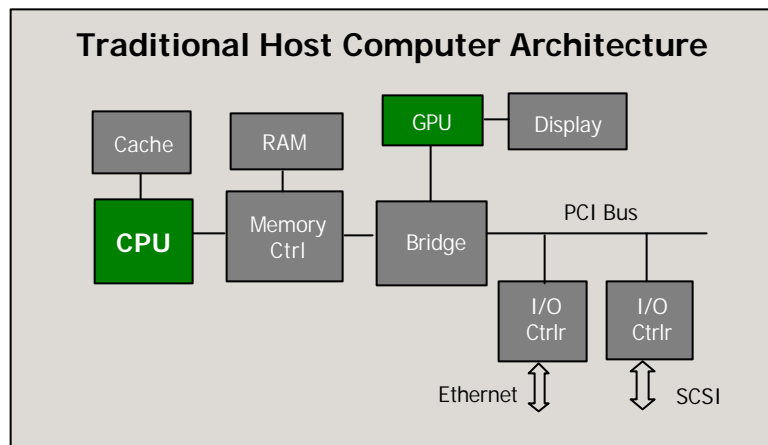 Traditional Host Computer Architecture
GPU
Display
Cache
RAM
CPU
Memory
Ctrl
Bridge
PCI Bus
I/O
Ctrlr
I/O
Ctrlr
Ethernet
SCSI